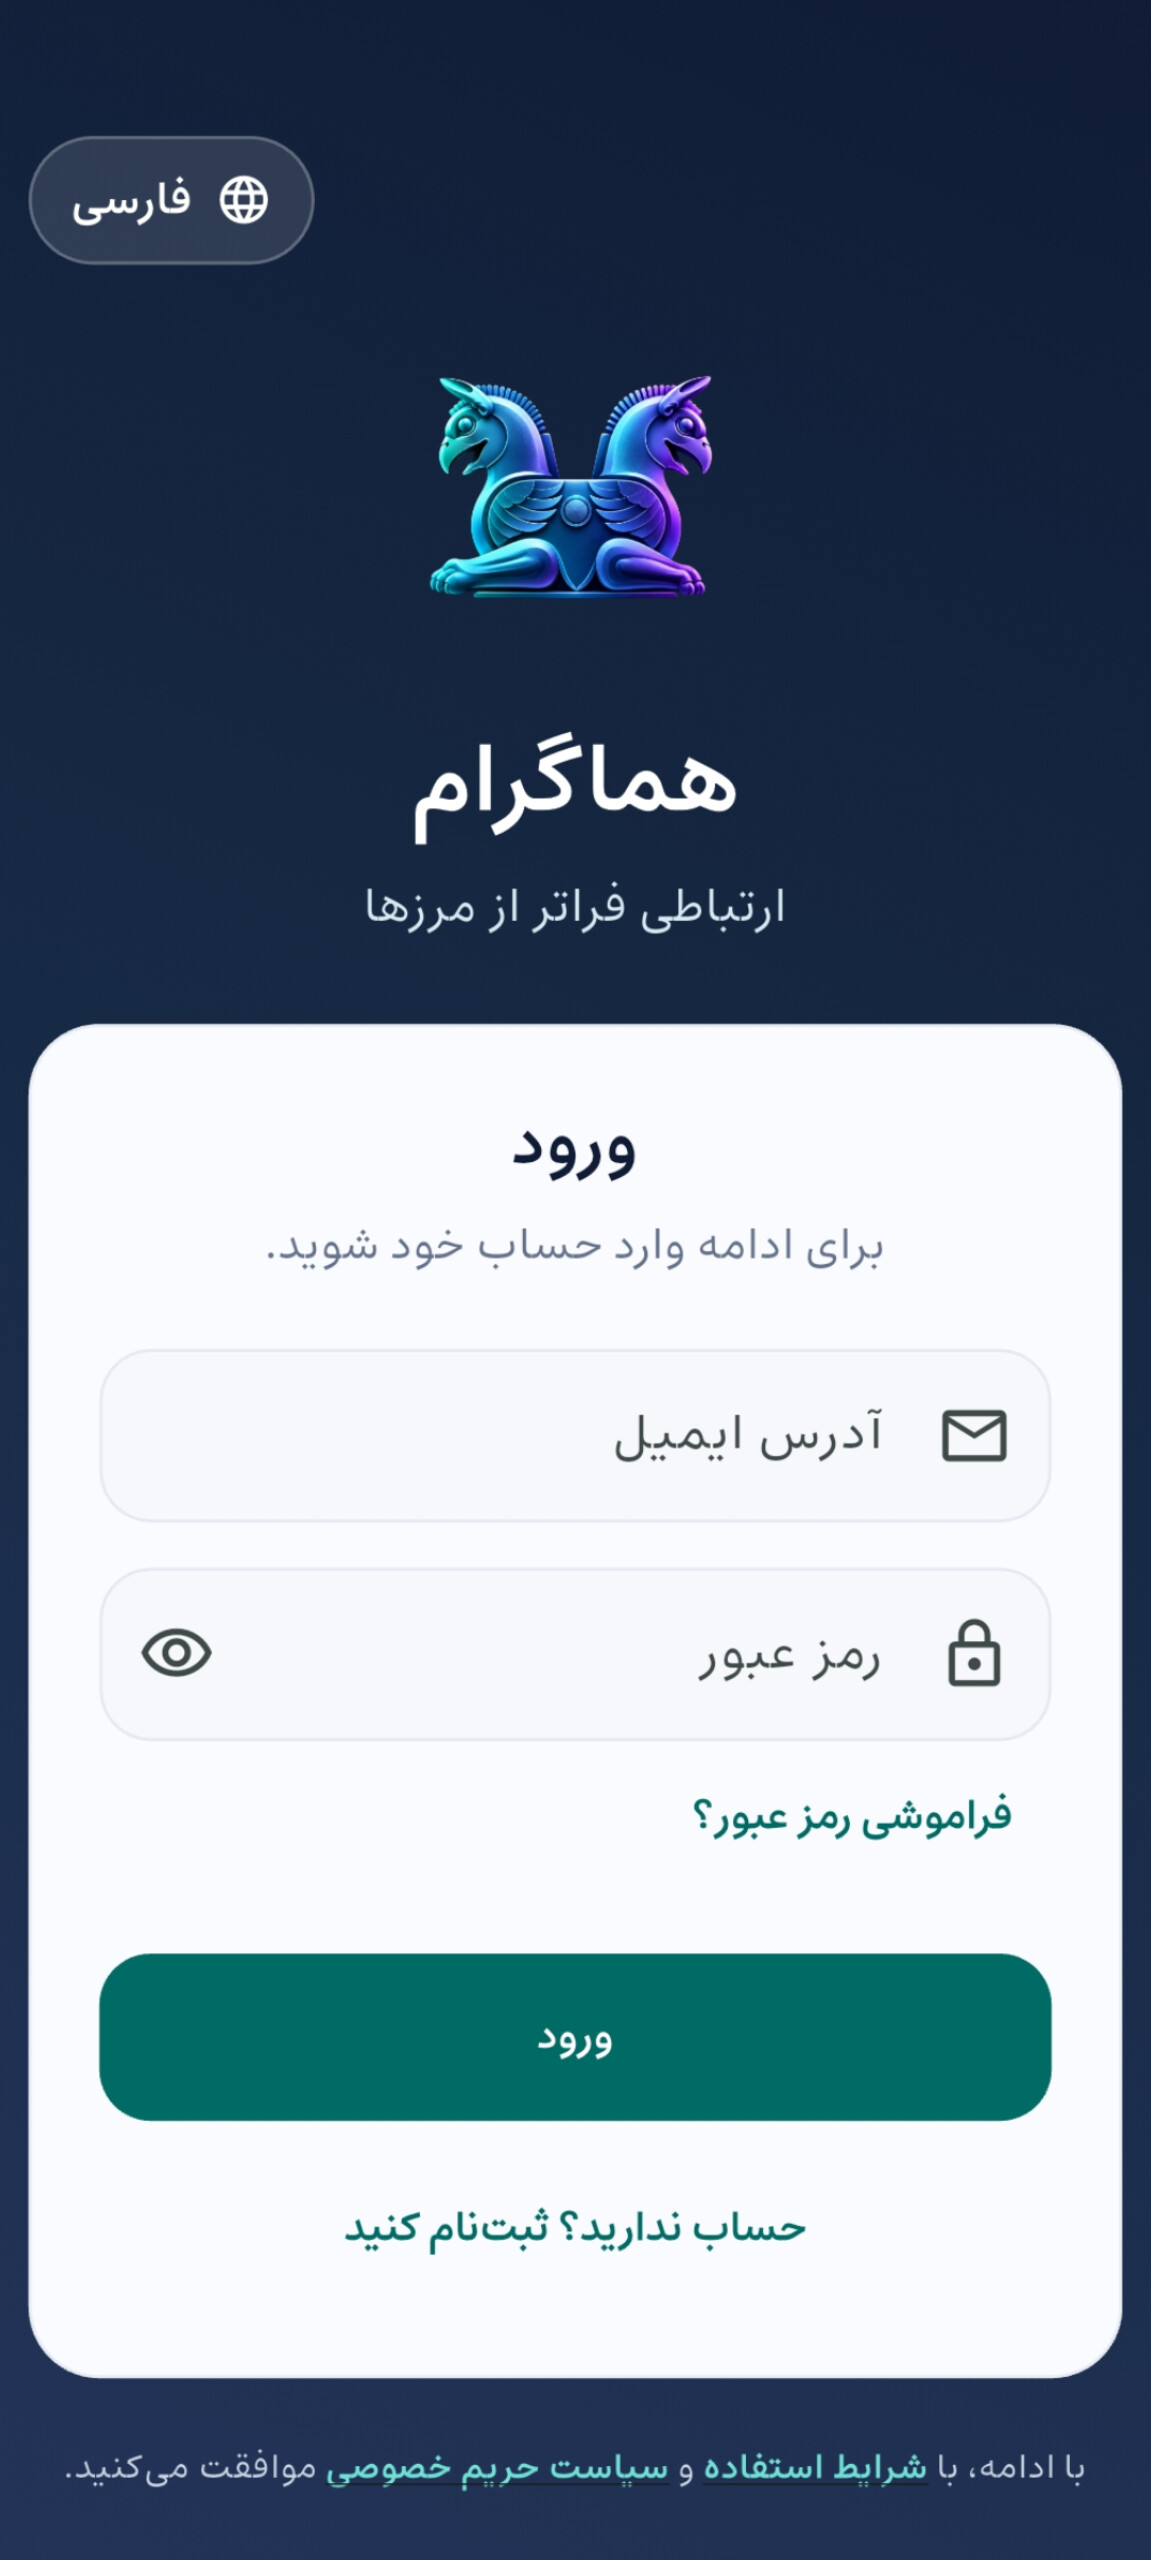 فارسی
هماگرام
ارتباطی فراتر از مرزها
ورود
برای ادامه وارد حساب خود شوید.
آدرس ایمیل
رمز عبور
فراموشی رمز عبور؟
ورود
حساب ندارید؟ ثبت‌نام کنید
با ادامه، با شرایط استفاده و سیاست حریم خصوصی موافقت می‌کنید.